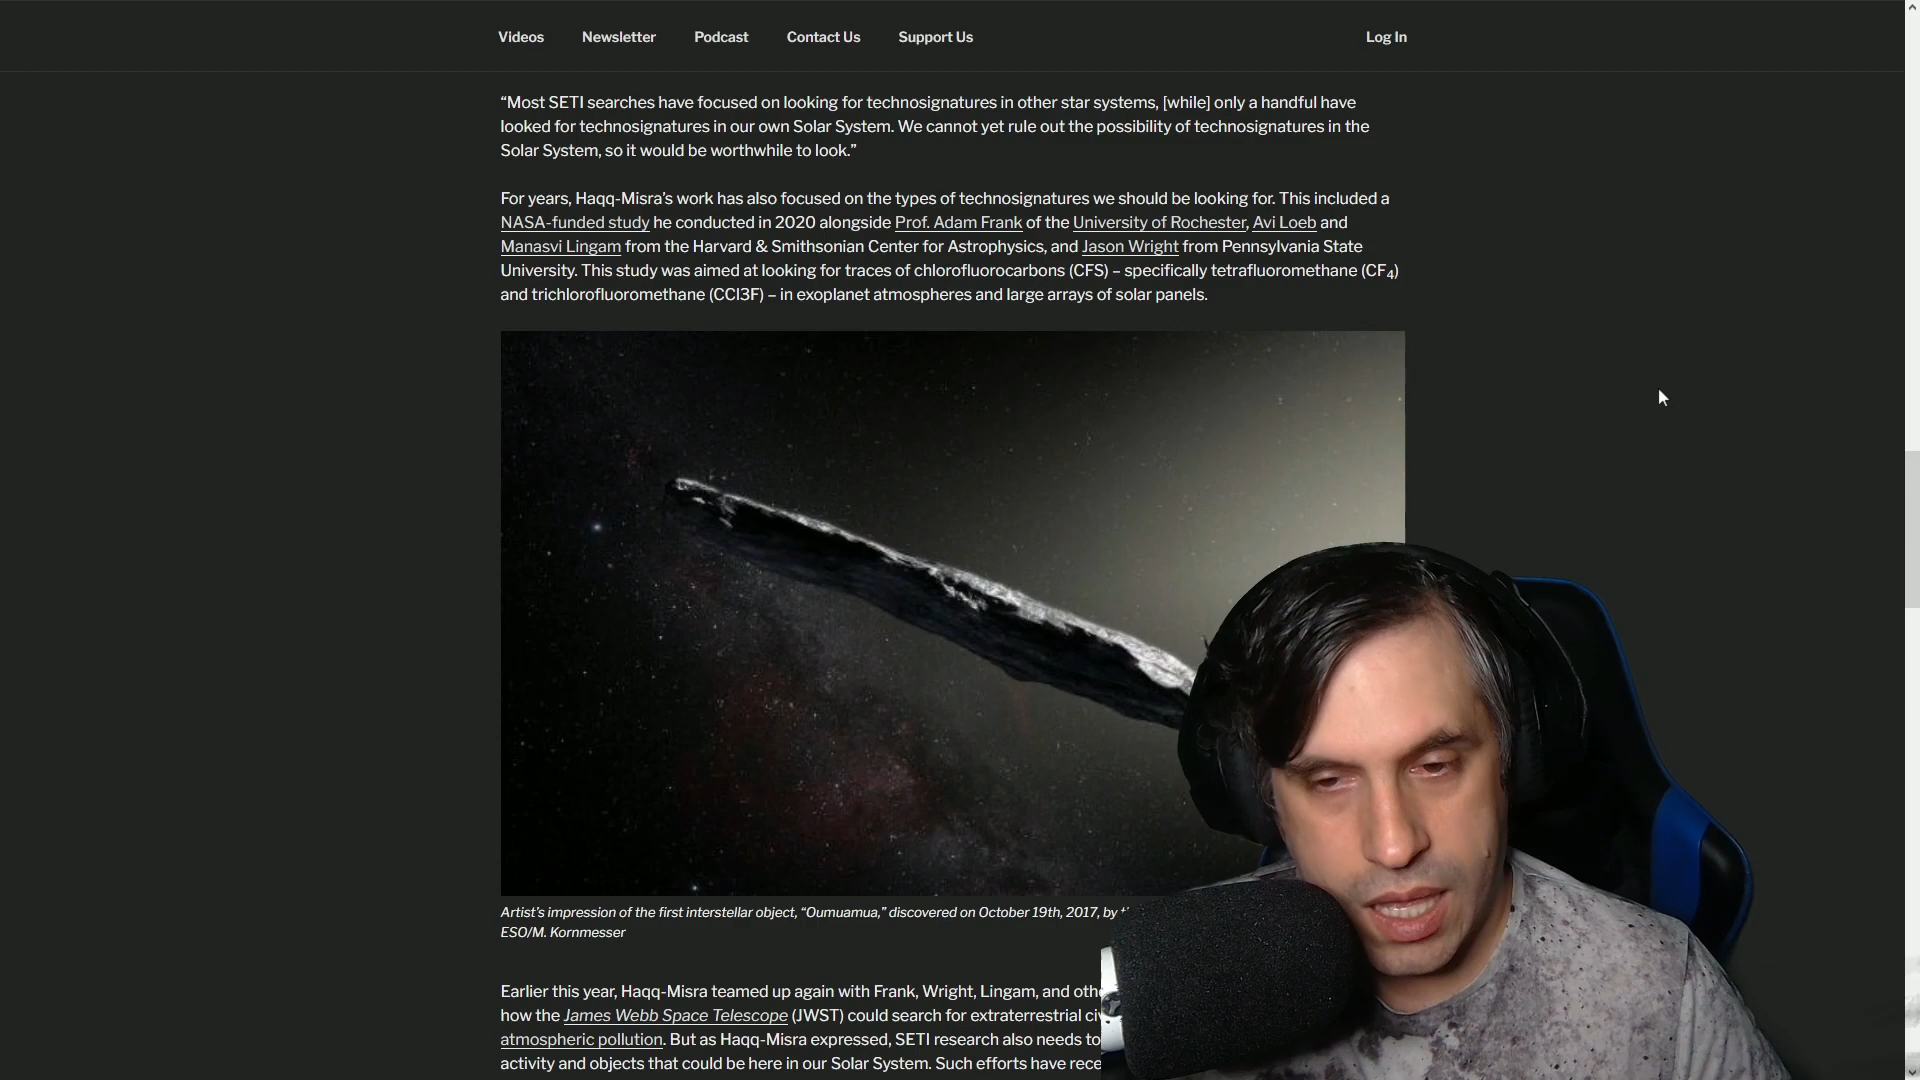 Videos Newsletter Podcast Contact Us Support Us Log In
“Most SETI searches have focused on looking for technosignatures in other star systems, [while] only a handful have
looked for technosignatures in our own Solar System. We cannot yet rule out the possibility of technosignatures in the
Solar System, so it would be worthwhile to look.”
For years, Haqq-Misra’s work has also focused on the types of technosignatures we should be looking for. This included a
NASA-funded study he conducted in 2020 alongside Prof. Adam Frank of the University of Rochester, Avi Loeb and
Manasvi Lingam from the Harvard & Smithsonian Center for Astrophysics, and Jason Wright from Pennsylvania State
University. This study was aimed at looking for traces of chlorofluorocarbons (CFS) – specifically tetrafluoromethane (CF₄)
and trichlorofluoromethane (CCl3F) – in exoplanet atmospheres and large arrays of solar panels.
Artist’s impression of the first interstellar object, “Oumuamua,” discovered on October 19th, 2017, by
ESO/M. Kornmesser
Earlier this year, Haqq-Misra teamed up again with Frank, Wright, Lingam, and
how the James Webb Space Telescope (JWST) could search for extraterrestrial
atmospheric pollution. But as Haqq-Misra expressed, SETI research also needs to
activity and objects that could be here in our Solar System. Such efforts have